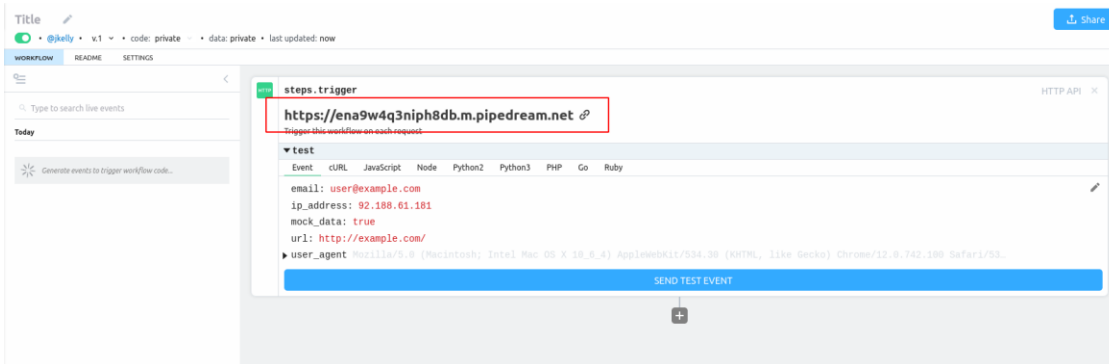 Title
Share
• @jkelly • v.1 • code: private • data: private • last updated: now
WORKFLOW README SETTINGS
Type to search live events
Today
Generate events to trigger workflow code...
HTTP steps.trigger
HTTP API
https://ena9w4q3niph8db.m.pipedream.net
Trigger this workflow on each request
test
Event cURL JavaScript Node Python2 Python3 PHP Go Ruby
email: user@example.com
ip_address: 92.188.61.181
mock_data: true
url: http://example.com/
user_agent Mozilla/5.0 (Macintosh; Intel Mac OS X 10_6_4) AppleWebKit/534.30 (KHTML, like Gecko) Chrome/12.0.742.100 Safari/53…
SEND TEST EVENT